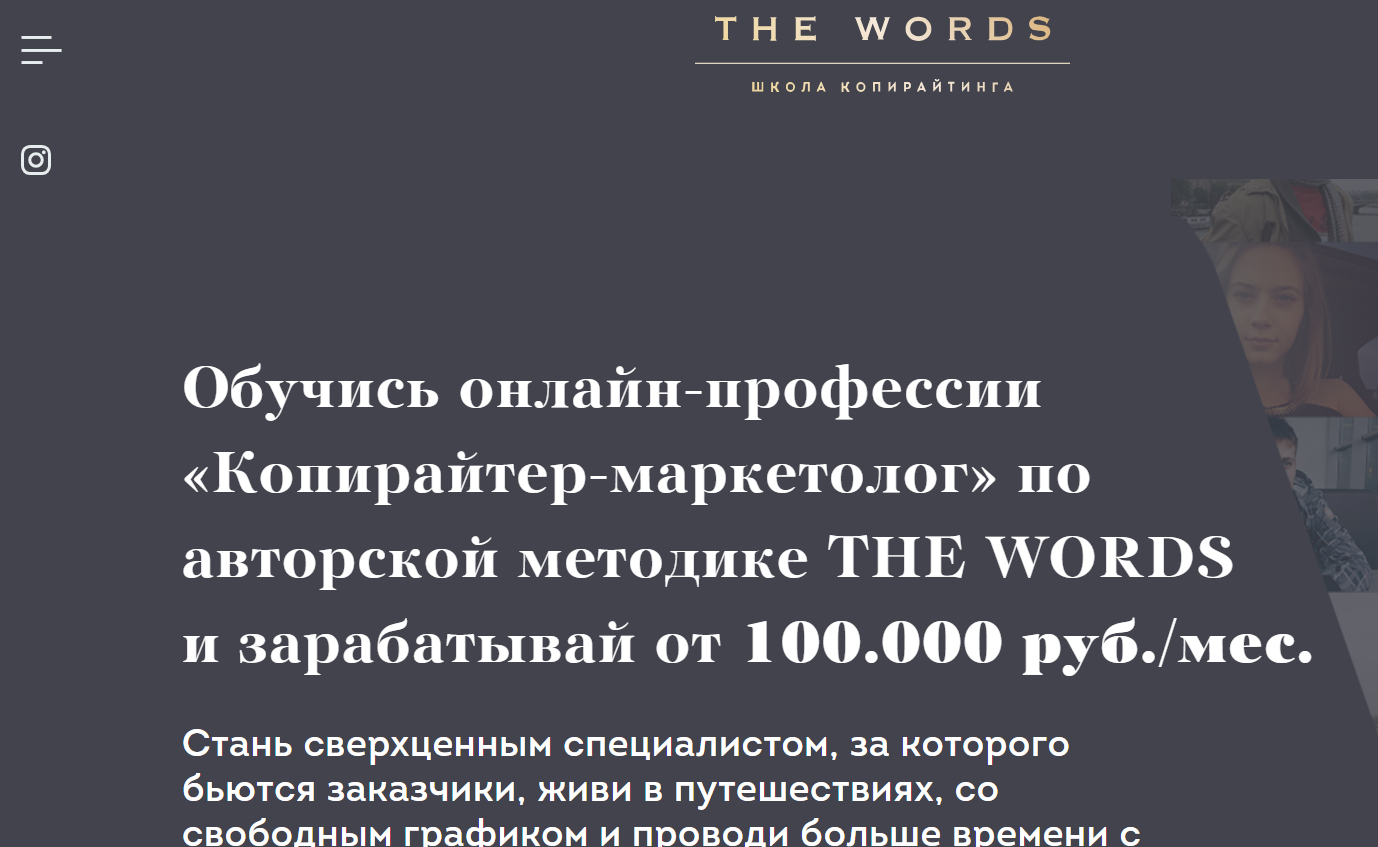 THE WORDS
ШКОЛА КОПИРАЙТИНГА
Обучись онлайн-профессии
«Копирайтер-маркетолог» по
авторской методике THE WORDS
и зарабатывай от 100.000 руб./мес.
Стань сверхценным специалистом, за которого
бьются заказчики, живи в путешествиях, со
свободным графиком и проводи больше времени с